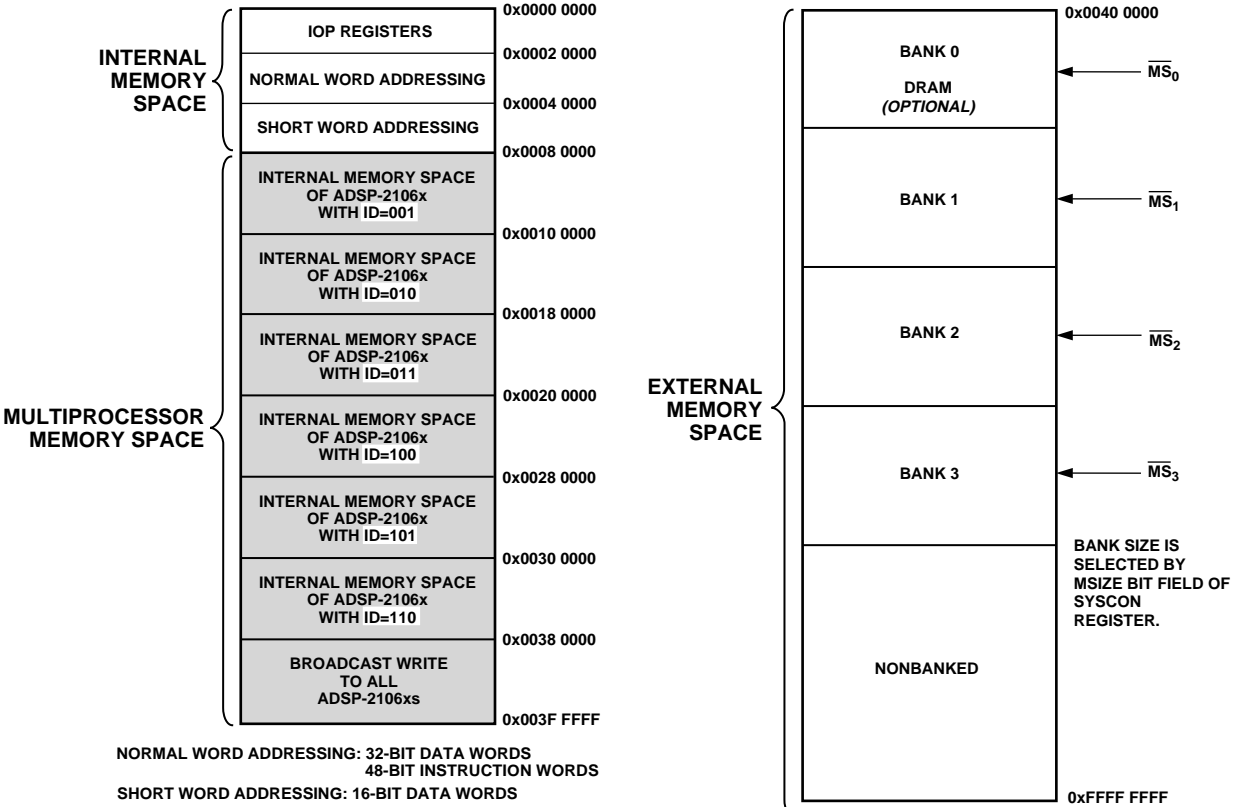 0x0000 0000
IOP REGISTERS
0x0002 0000
INTERNAL
MEMORY
SPACE
NORMAL WORD ADDRESSING
0x0004 0000
SHORT WORD ADDRESSING
0x0008 0000
INTERNAL MEMORY SPACE
OF ADSP-2106x
WITH ID=001
0x0010 0000
INTERNAL MEMORY SPACE
OF ADSP-2106x
WITH ID=010
0x0018 0000
INTERNAL MEMORY SPACE
OF ADSP-2106x
WITH ID=011
0x0020 0000
MULTIPROCESSOR
MEMORY SPACE
INTERNAL MEMORY SPACE
OF ADSP-2106x
WITH ID=100
0x0028 0000
INTERNAL MEMORY SPACE
OF ADSP-2106x
WITH ID=101
0x0030 0000
INTERNAL MEMORY SPACE
OF ADSP-2106x
WITH ID=110
0x0038 0000
BROADCAST WRITE
TO ALL
ADSP-2106xs
0x003F FFFF
NORMAL WORD ADDRESSING: 32-BIT DATA WORDS
48-BIT INSTRUCTION WORDS
SHORT WORD ADDRESSING: 16-BIT DATA WORDS
0x0040 0000
BANK 0
DRAM
(OPTIONAL)
M̅S̅0
BANK 1
M̅S̅1
BANK 2
M̅S̅2
EXTERNAL
MEMORY
SPACE
BANK 3
M̅S̅3
BANK SIZE IS
SELECTED BY
MSIZE BIT FIELD OF
SYSCON
REGISTER.
NONBANKED
0xFFFF FFFF